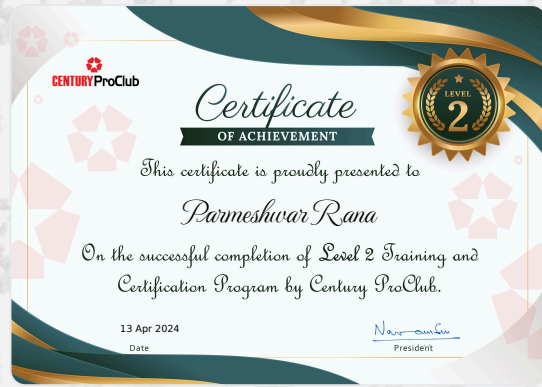 CENTURY ProClub
Certificate
OF ACHIEVEMENT
LEVEL
2
This certificate is proudly presented to
Parmeshwar Rana
On the successful completion of Level 2 Training and
Certification Program by Century ProClub.
13 Apr 2024
Date
President